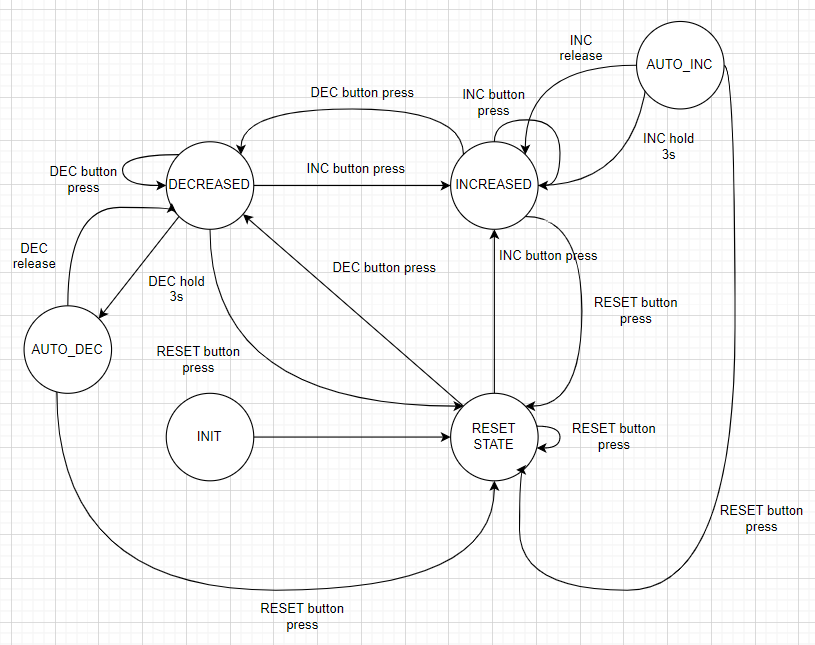 INC
release
AUTO_INC
DEC button press
INC button
press
INC hold
3s
DEC button
press
INC button press
DECREASED
INCREASED
DEC
release
INC button press
DEC button press
DEC hold
3s
RESET button
press
AUTO_DEC
RESET button
press
INIT
RESET
STATE
RESET button
press
RESET button
press
RESET button
press